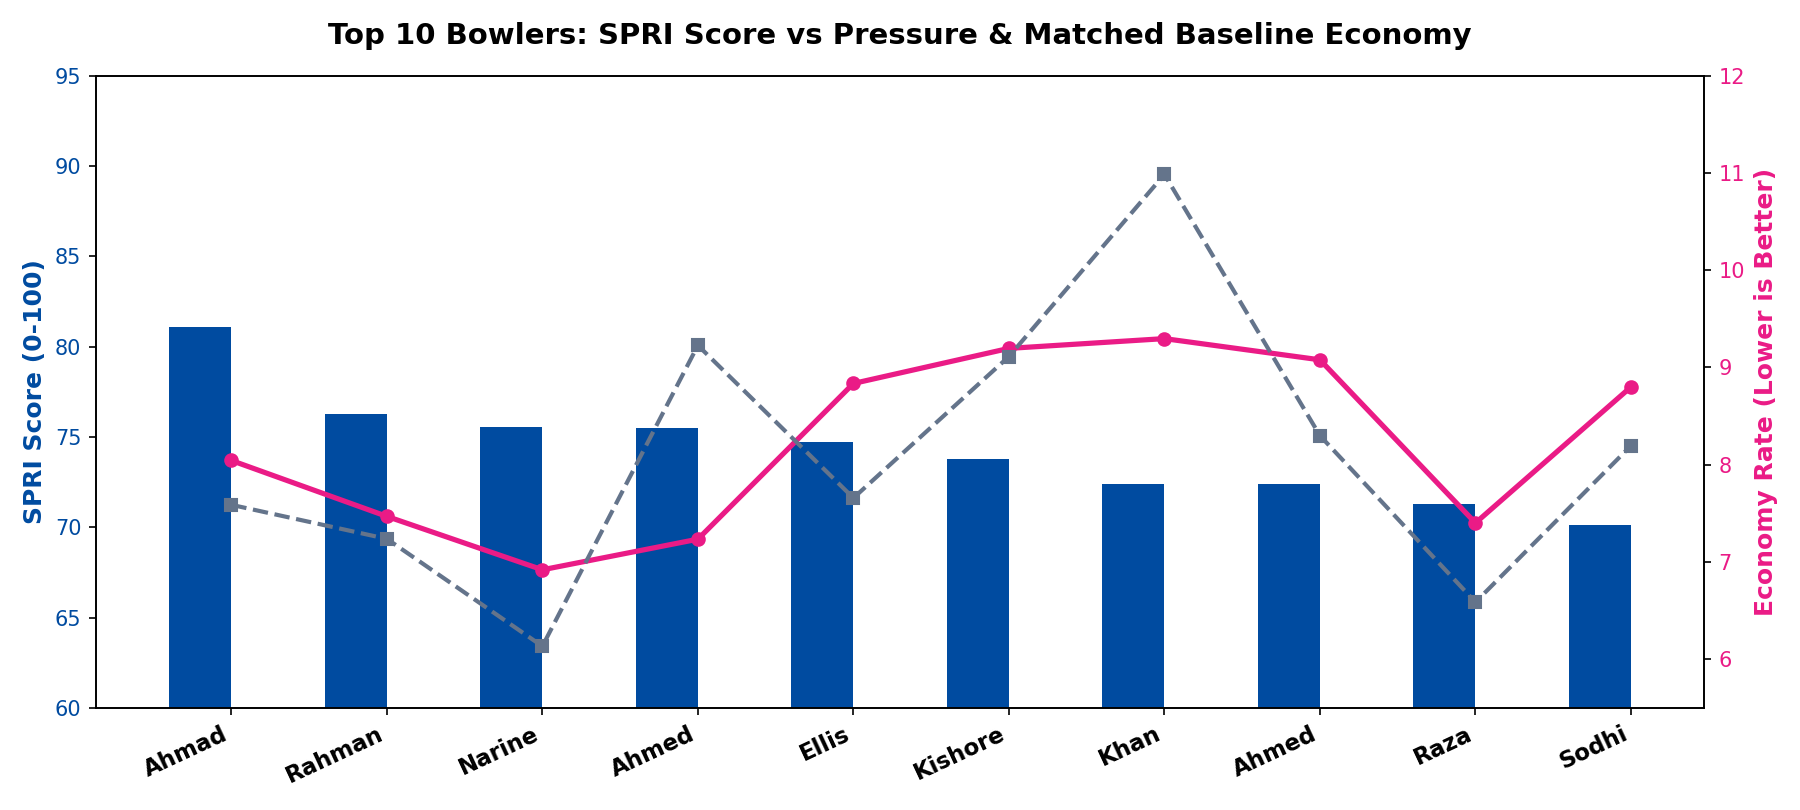 Top 10 Bowlers: SPRI Score vs Pressure & Matched Baseline Economy
SPRI Score (0-100)
95
90
85
80
75
70
65
60
12
11
10
9
8
7
6
Economy Rate (Lower is Better)
Ahmad
Rahman
Narine
Ahmed
Ellis
Kishore
Khan
Ahmed
Raza
Sodhi